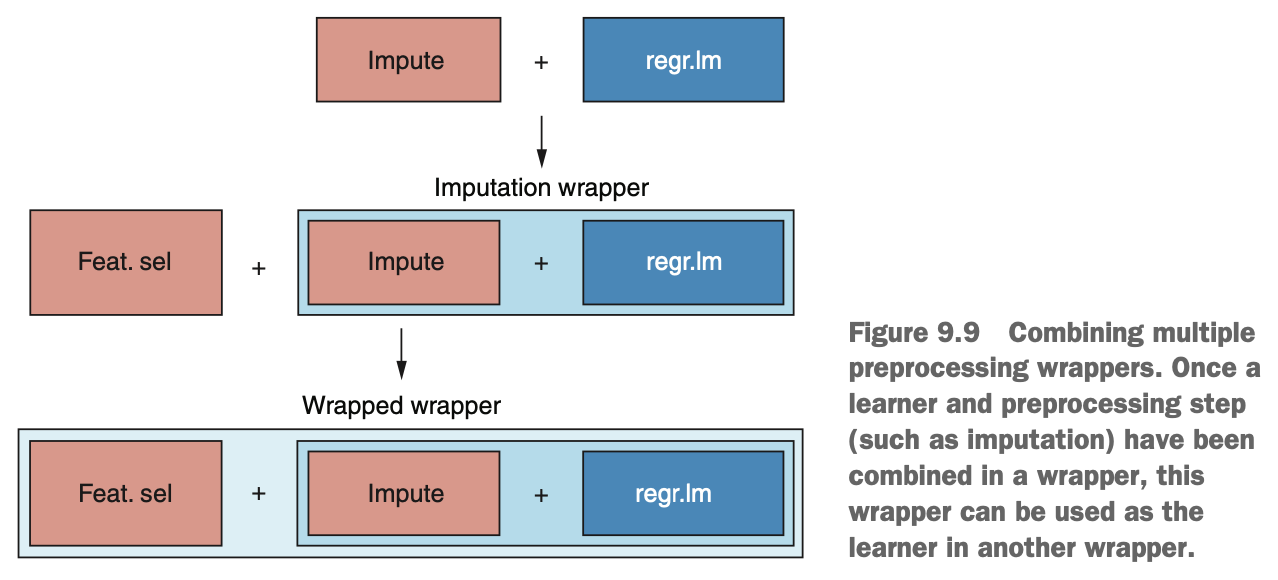 Impute + regr.lm
Imputation wrapper
Feat. sel + Impute + regr.lm
Wrapped wrapper
Feat. sel + Impute + regr.lm
Figure 9.9 Combining multiple
preprocessing wrappers. Once a
learner and preprocessing step
(such as imputation) have been
combined in a wrapper, this
wrapper can be used as the
learner in another wrapper.